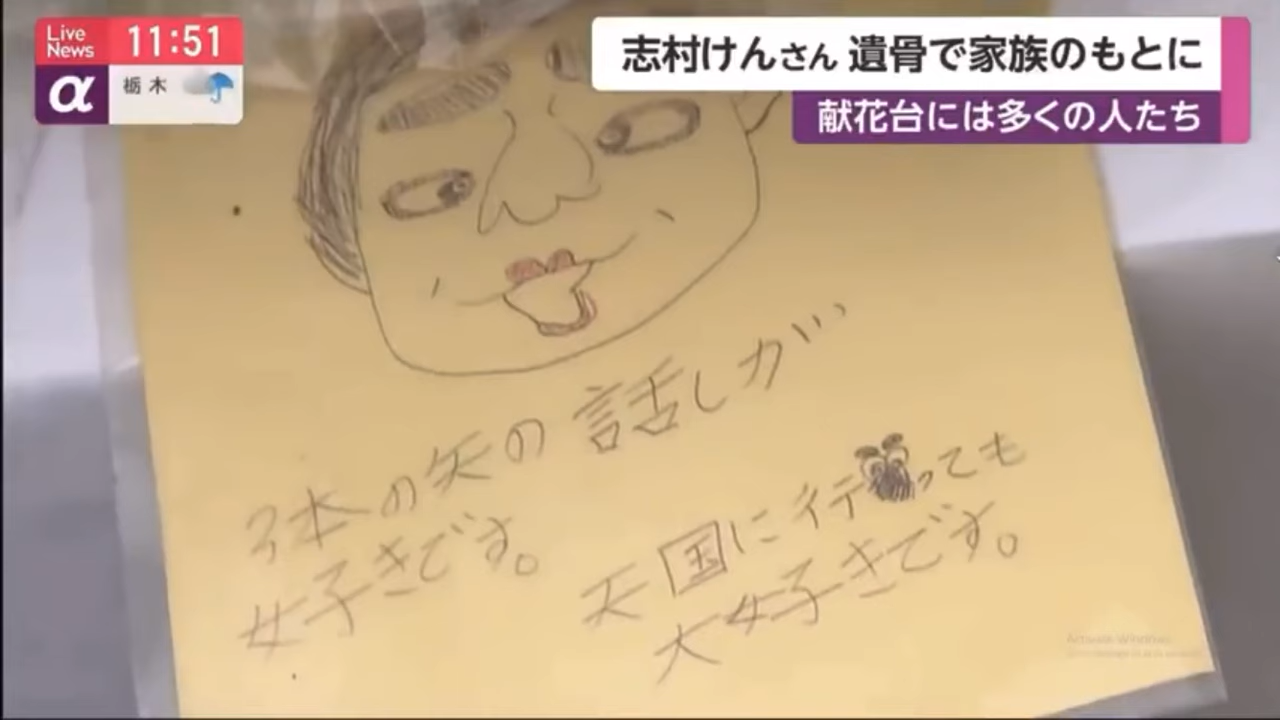 Live News
11:51
α
栃木
志村けんさん 遺骨で家族のもとに
献花台には多くの人たち
3本の矢の話しが…
好きです。
天国に行っても
大好きです。
Activate Windows